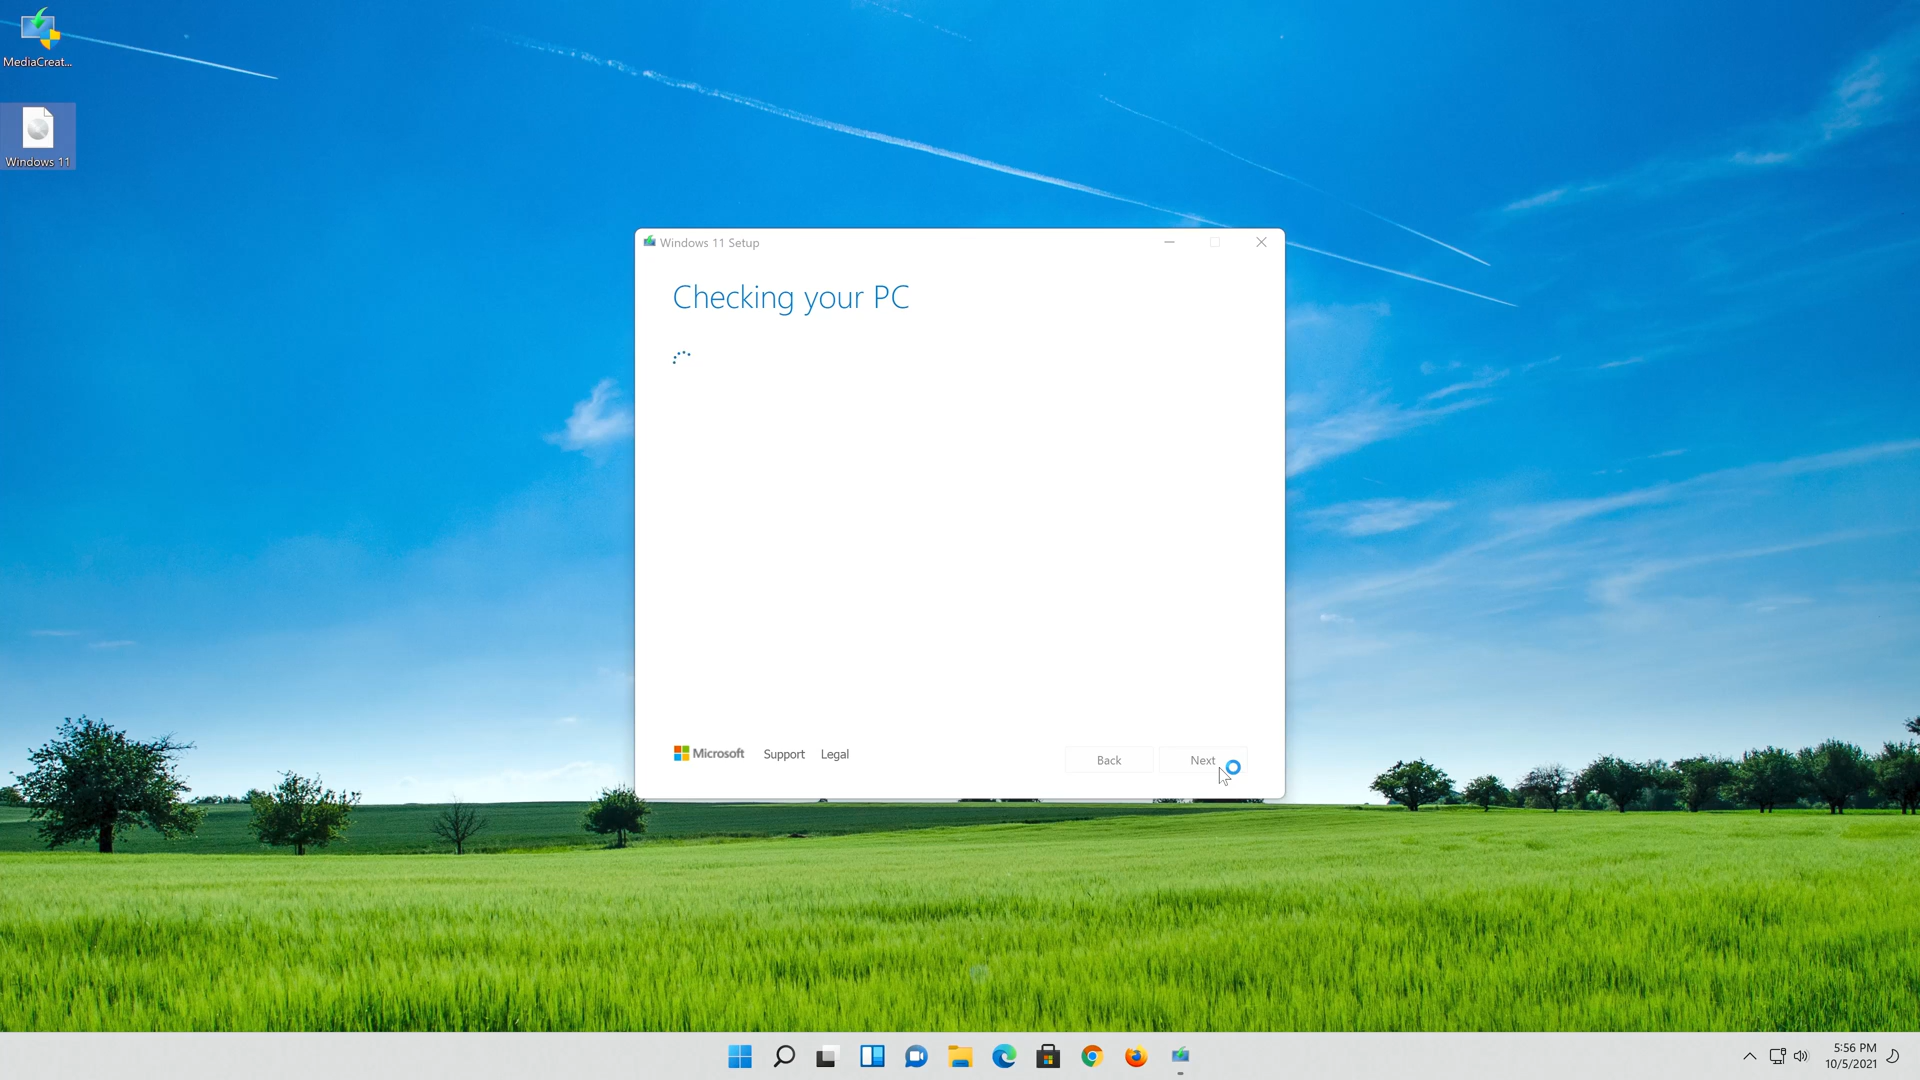 MediaCreat...
Windows 11
Windows 11 Setup
Checking your PC
Microsoft
Support
Legal
Back
Next
5:56 PM
10/5/2021